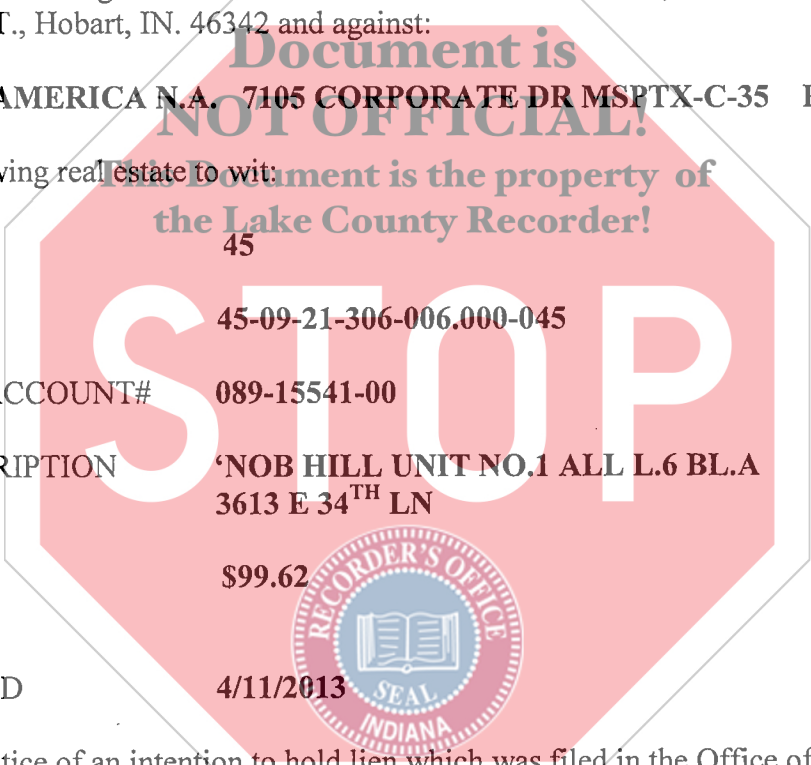 T., Hobart, IN. 46342 and against:
Document is
AMERICA N.A. 7105 CORPORATE DR MSPTX-C-35
NOT OFFICIAL!
ving real estate to wit:
This Document is the property of
the Lake County Recorder!
45
45-09-21-306-006.000-045
STOP
CCOUNT# 089-15541-00
RIPTION ‘NOB HILL UNIT NO.1 ALL L.6 BL.A
3613 E 34TH LN
$99.62
RECORDER'S OFFICE
D 4/11/2013
SEAL
INDIANA
tice of an intention to hold lien which was filed in the Office of